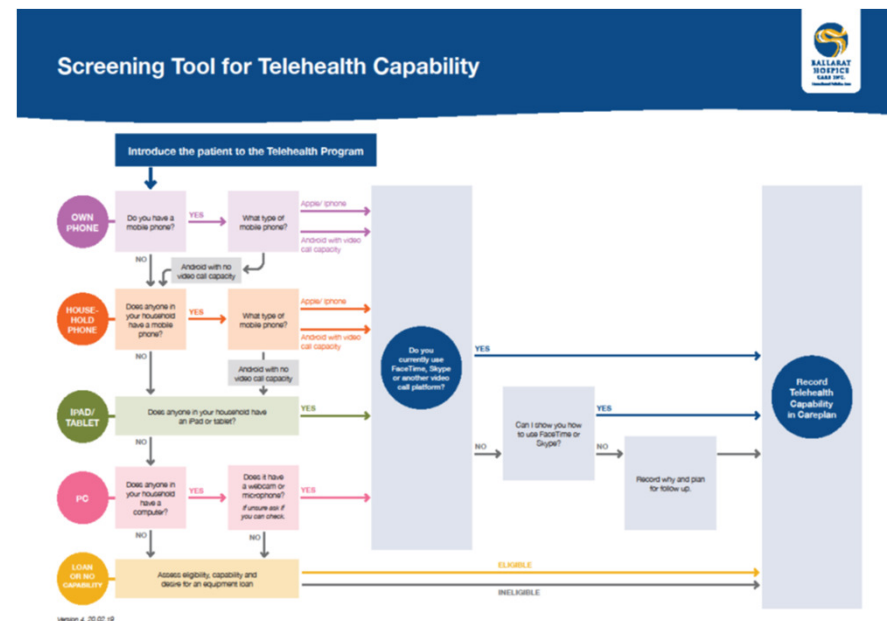 Screening Tool for Telehealth Capability
BALLARAT
HOSPICE
CARE INC.
Introduce the patient to the Telehealth Program
OWN
PHONE
Do you have a
mobile phone?
YES
What type of
mobile phone?
Apple/ Iphone
Android with video
call capacity
NO
Android with no
video call capacity
HOUSE-
HOLD
PHONE
Does anyone in
your household
have a mobile
phone?
YES
What type of
mobile phone?
Apple/ Iphone
Android with video
call capacity
NO
Android with no
video call capacity
IPAD/
TABLET
Does anyone in your household have
an iPad or tablet?
YES
NO
PC
Does anyone in
your household
have a
computer?
YES
Does it have
a webcam or
microphone?
If unsure ask if
you can check.
YES
NO
NO
LOAN
OR NO
CAPABILITY
Assess eligibility, capability and
desire for an equipment loan
ELIGIBLE
INELIGIBLE
Do you
currently use
FaceTime, Skype
or another video
call platform?
YES
NO
Can I show you how
to use FaceTime or
Skype?
YES
NO
Record why and plan
for follow up.
Record
Telehealth
Capability
in Careplan
Version 4, 20.02.19